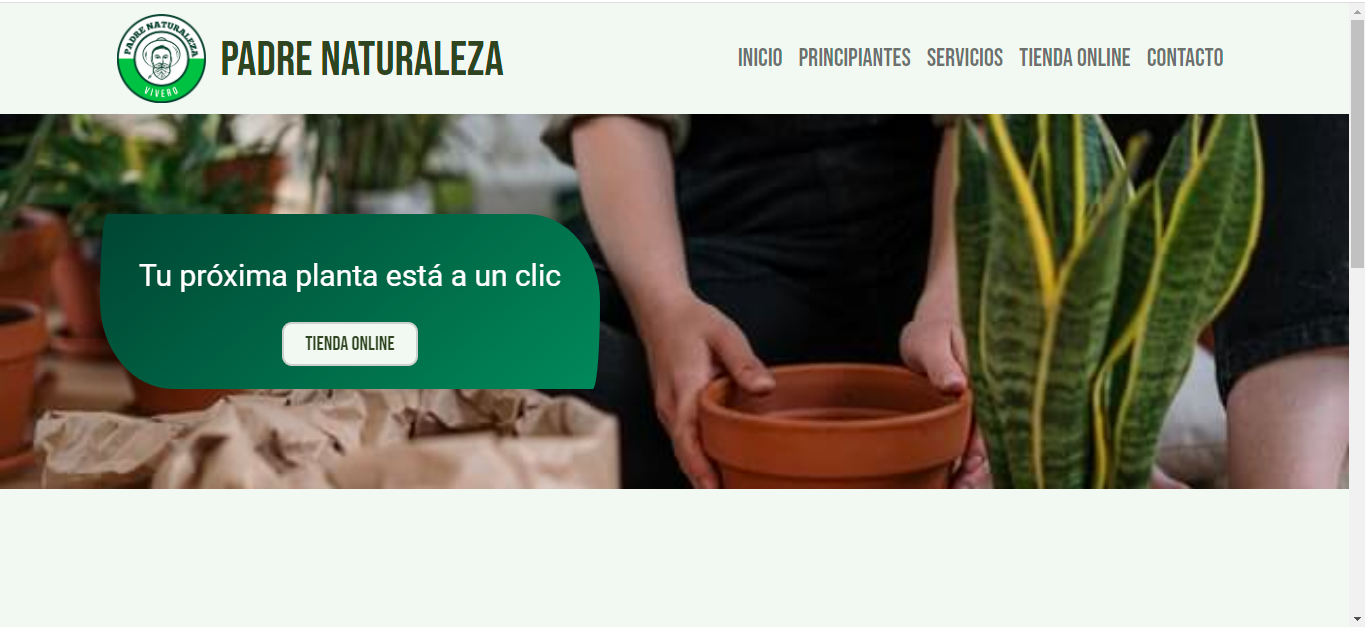 PADRE NATURALEZA
VIVERO
PADRE NATURALEZA
INICIO PRINCIPIANTES SERVICIOS TIENDA ONLINE CONTACTO
Tu próxima planta está a un clic
TIENDA ONLINE